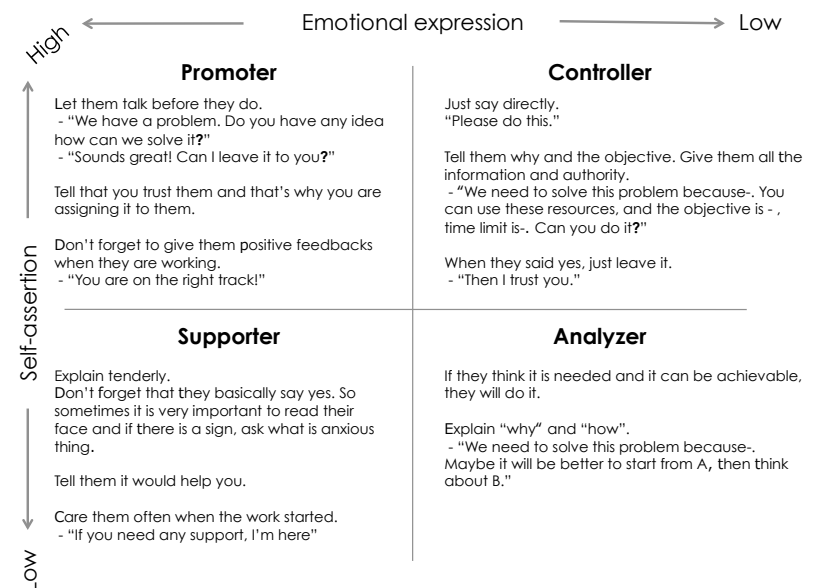 Emotional expression
Low
High
Self-assertion
Low
Promoter
Let them talk before they do.
- “We have a problem. Do you have any idea
how can we solve it?”
- “Sounds great! Can I leave it to you?”
Tell that you trust them and that’s why you are
assigning it to them.
Don’t forget to give them positive feedbacks
when they are working.
- “You are on the right track!”
Controller
Just say directly.
“Please do this.”
Tell them why and the objective. Give them all the
information and authority.
- “We need to solve this problem because-. You
can use these resources, and the objective is - ,
time limit is-. Can you do it?”
When they said yes, just leave it.
- “Then I trust you.”
Supporter
Explain tenderly.
Don’t forget that they basically say yes. So
sometimes it is very important to read their
face and if there is a sign, ask what is anxious
thing.
Tell them it would help you.
Care them often when the work started.
- “If you need any support, I’m here”
Analyzer
If they think it is needed and it can be achievable,
they will do it.
Explain “why“ and “how”.
- “We need to solve this problem because-.
Maybe it will be better to start from A, then think
about B.”